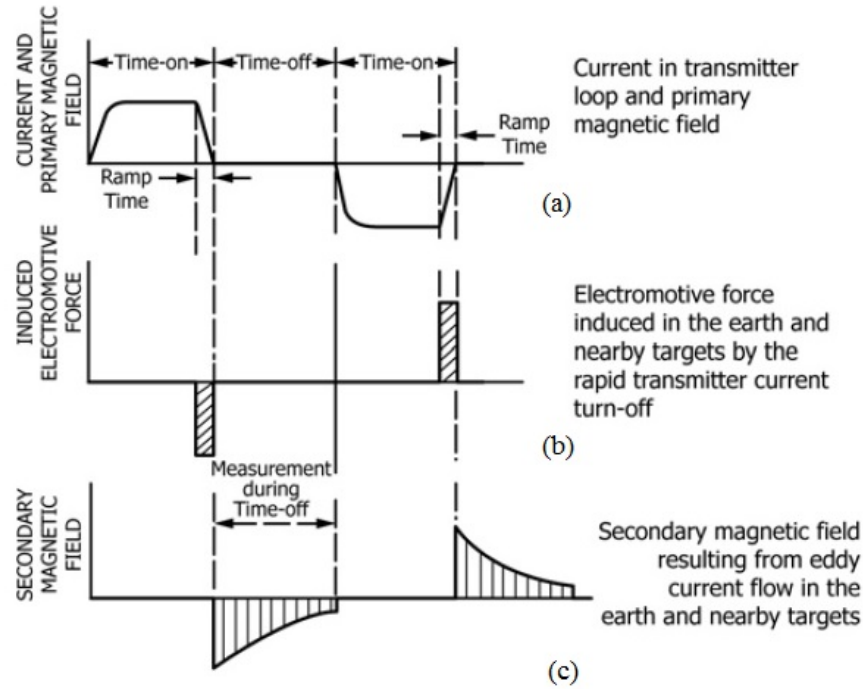 CURRENT AND
PRIMARY MAGNETIC
FIELD
Time-on
Time-off
Time-on
Ramp
Time
Ramp
Time
Current in transmitter
loop and primary
magnetic field
(a)
INDUCED
ELECTROMOTIVE
FORCE
Electromotive force
induced in the earth and
nearby targets by the
rapid transmitter current
turn-off
(b)
SECONDARY
MAGNETIC
FIELD
Measurement
during
Time-off
Secondary magnetic field
resulting from eddy
current flow in the
earth and nearby targets
(c)